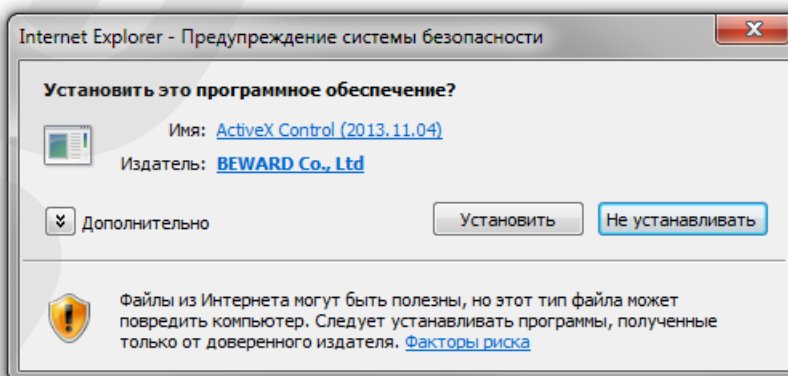 Internet Explorer - Предупреждение системы безопасности
Установить это программное обеспечение?
Имя: ActiveX Control (2013.11.04)
Издатель: BEWARD Co., Ltd
Дополнительно
Установить
Не устанавливать
Файлы из Интернета могут быть полезны, но этот тип файла может
повредить компьютер. Следует устанавливать программы, полученные
только от доверенного издателя. Факторы риска